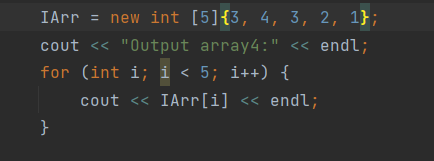 IArr = new int [5]{3, 4, 3, 2, 1};
cout << "Output array4:" << endl;
for (int i; i < 5; i++) {
    cout << IArr[i] << endl;
}